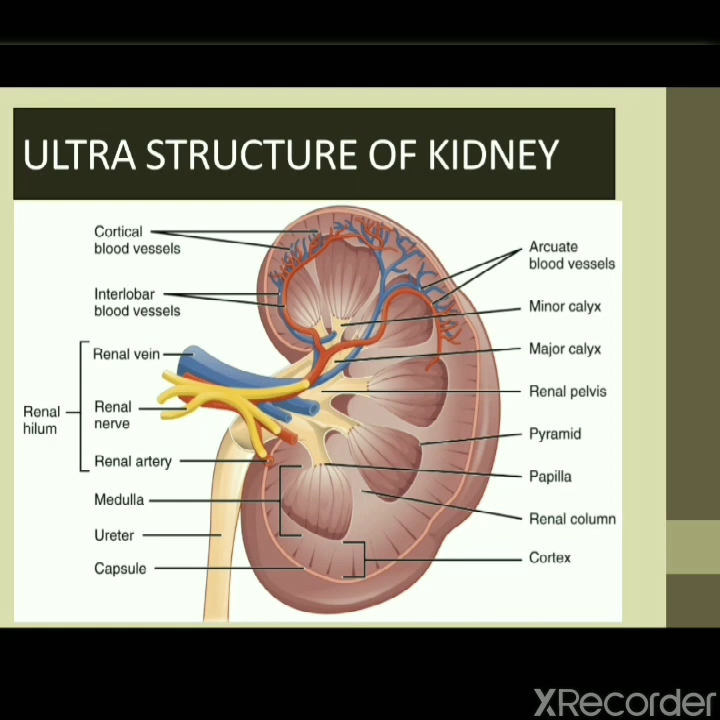 ULTRA STRUCTURE OF KIDNEY
Cortical
blood vessels
Interlobar
blood vessels
Renal vein
Renal
hilum
Renal
nerve
Renal artery
Medulla
Ureter
Capsule
Arcuate
blood vessels
Minor calyx
Major calyx
Renal pelvis
Pyramid
Papilla
Renal column
Cortex
XRecorder